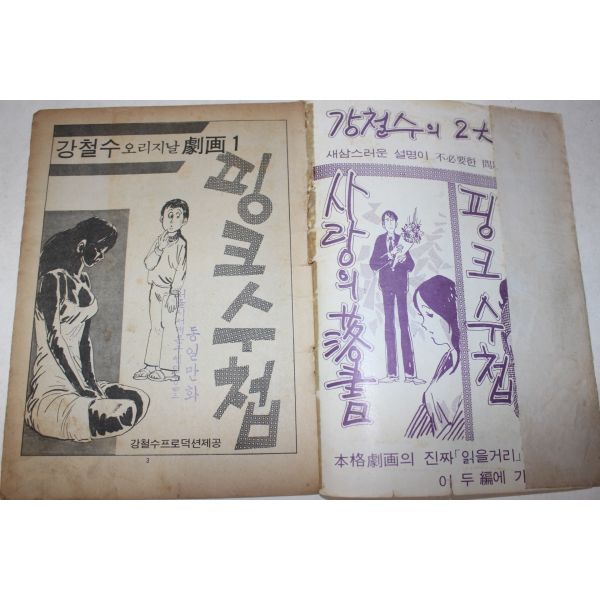 강철수 오리지날 劇画 1
핑크수첩
동일만화
강철수프로덕션제공
3
강철수의 2大
새삼스러운 설명이 不必要한 問
사랑의 落書
핑크수첩
本格劇画의 진짜「읽을거리」
이 두 編에 기